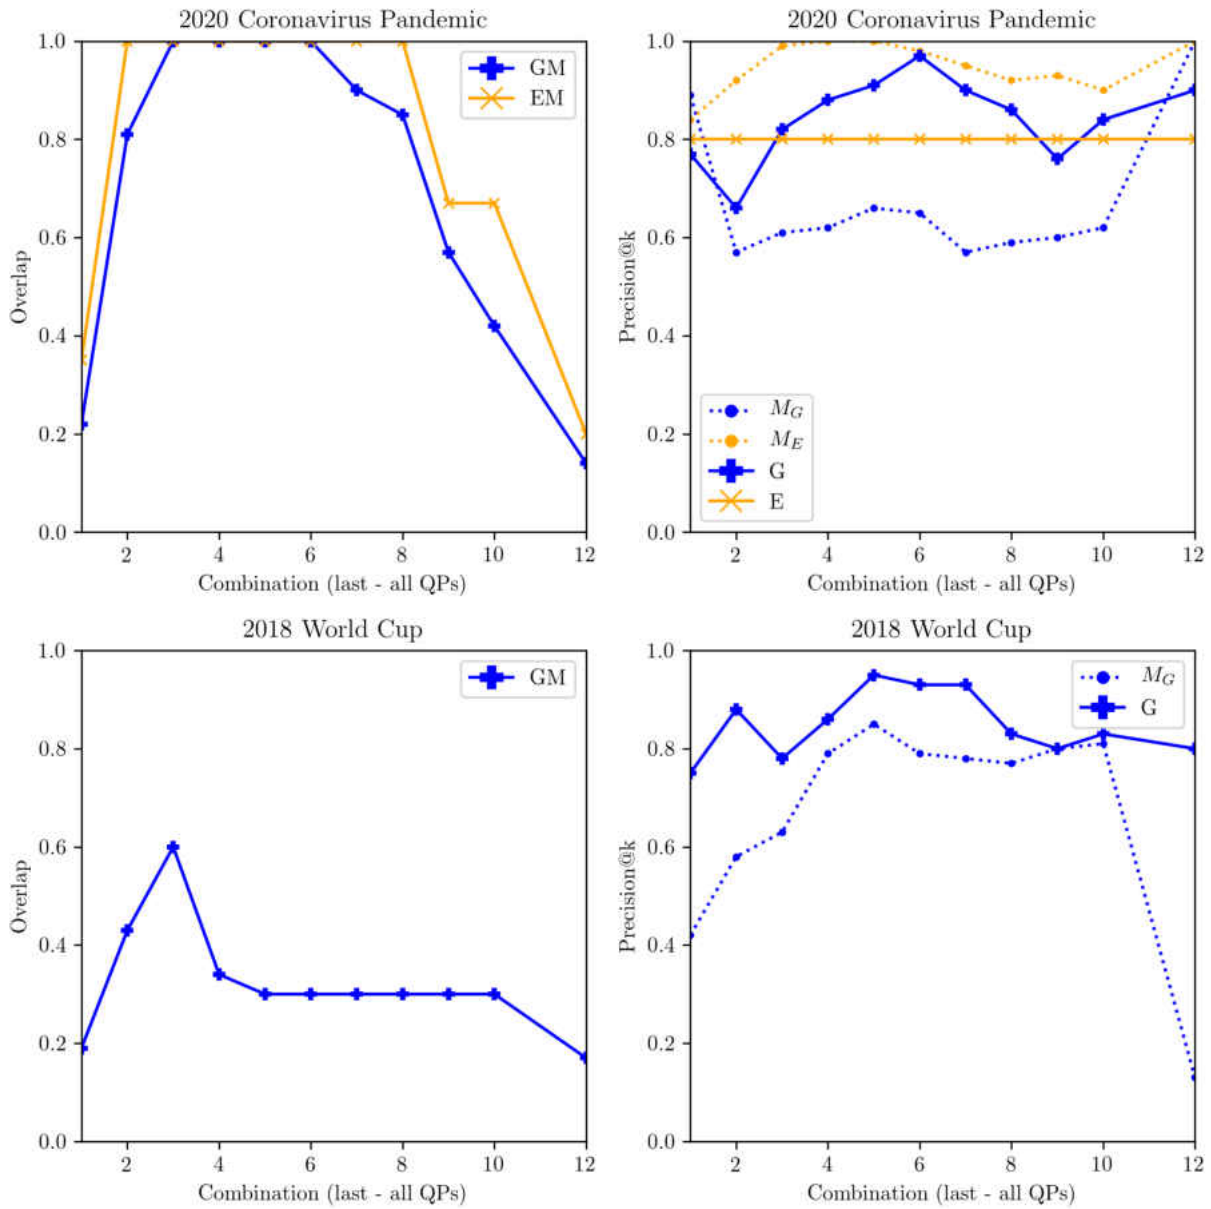 2020 Coronavirus Pandemic
1.0
0.8
0.6
0.4
0.2
0.0
Overlap
GM
EM
2 4 6 8 10 12
Combination (last - all QPs)
2020 Coronavirus Pandemic
1.0
0.8
0.6
0.4
0.2
0.0
Precision@k
M_G
M_E
G
E
2 4 6 8 10 12
Combination (last - all QPs)
2018 World Cup
1.0
0.8
0.6
0.4
0.2
0.0
Overlap
GM
2 4 6 8 10 12
Combination (last - all QPs)
2018 World Cup
1.0
0.8
0.6
0.4
0.2
0.0
Precision@k
M_G
G
2 4 6 8 10 12
Combination (last - all QPs)